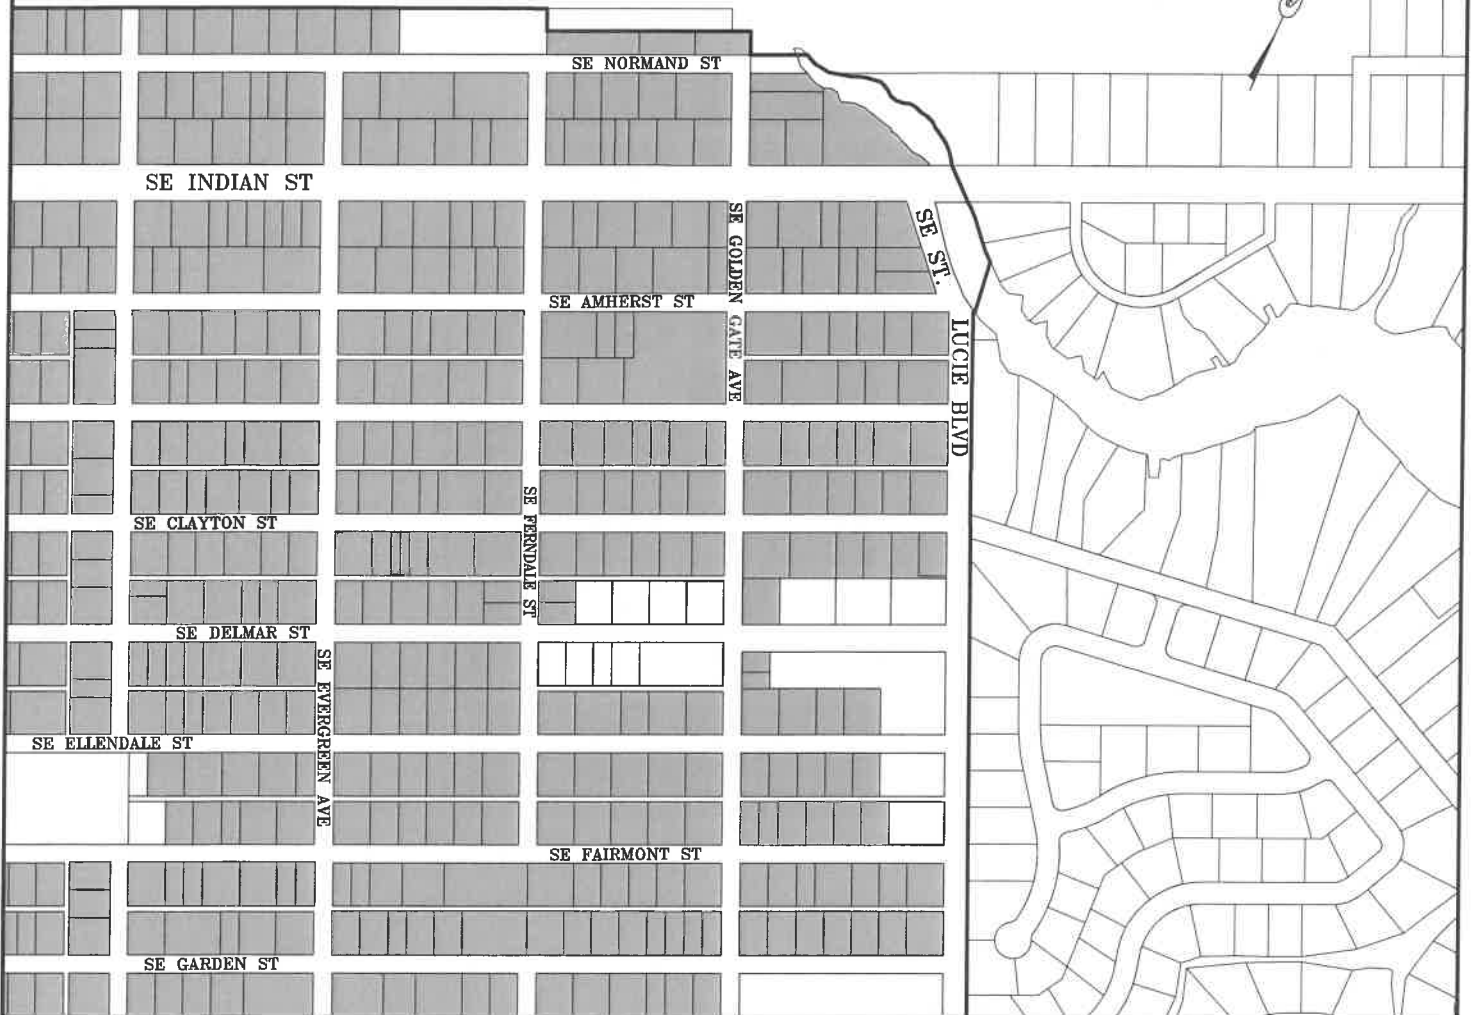 SE NORMAND ST
SE INDIAN ST
SE GOLDEN GATE AVE
SE ST.
LUCIE BLVD
SE AMHERST ST
SE CLAYTON ST
SE FERNDALE ST
SE DELMAR ST
SE EVERGREEN AVE
SE ELLENDALE ST
SE FAIRMONT ST
SE GARDEN ST